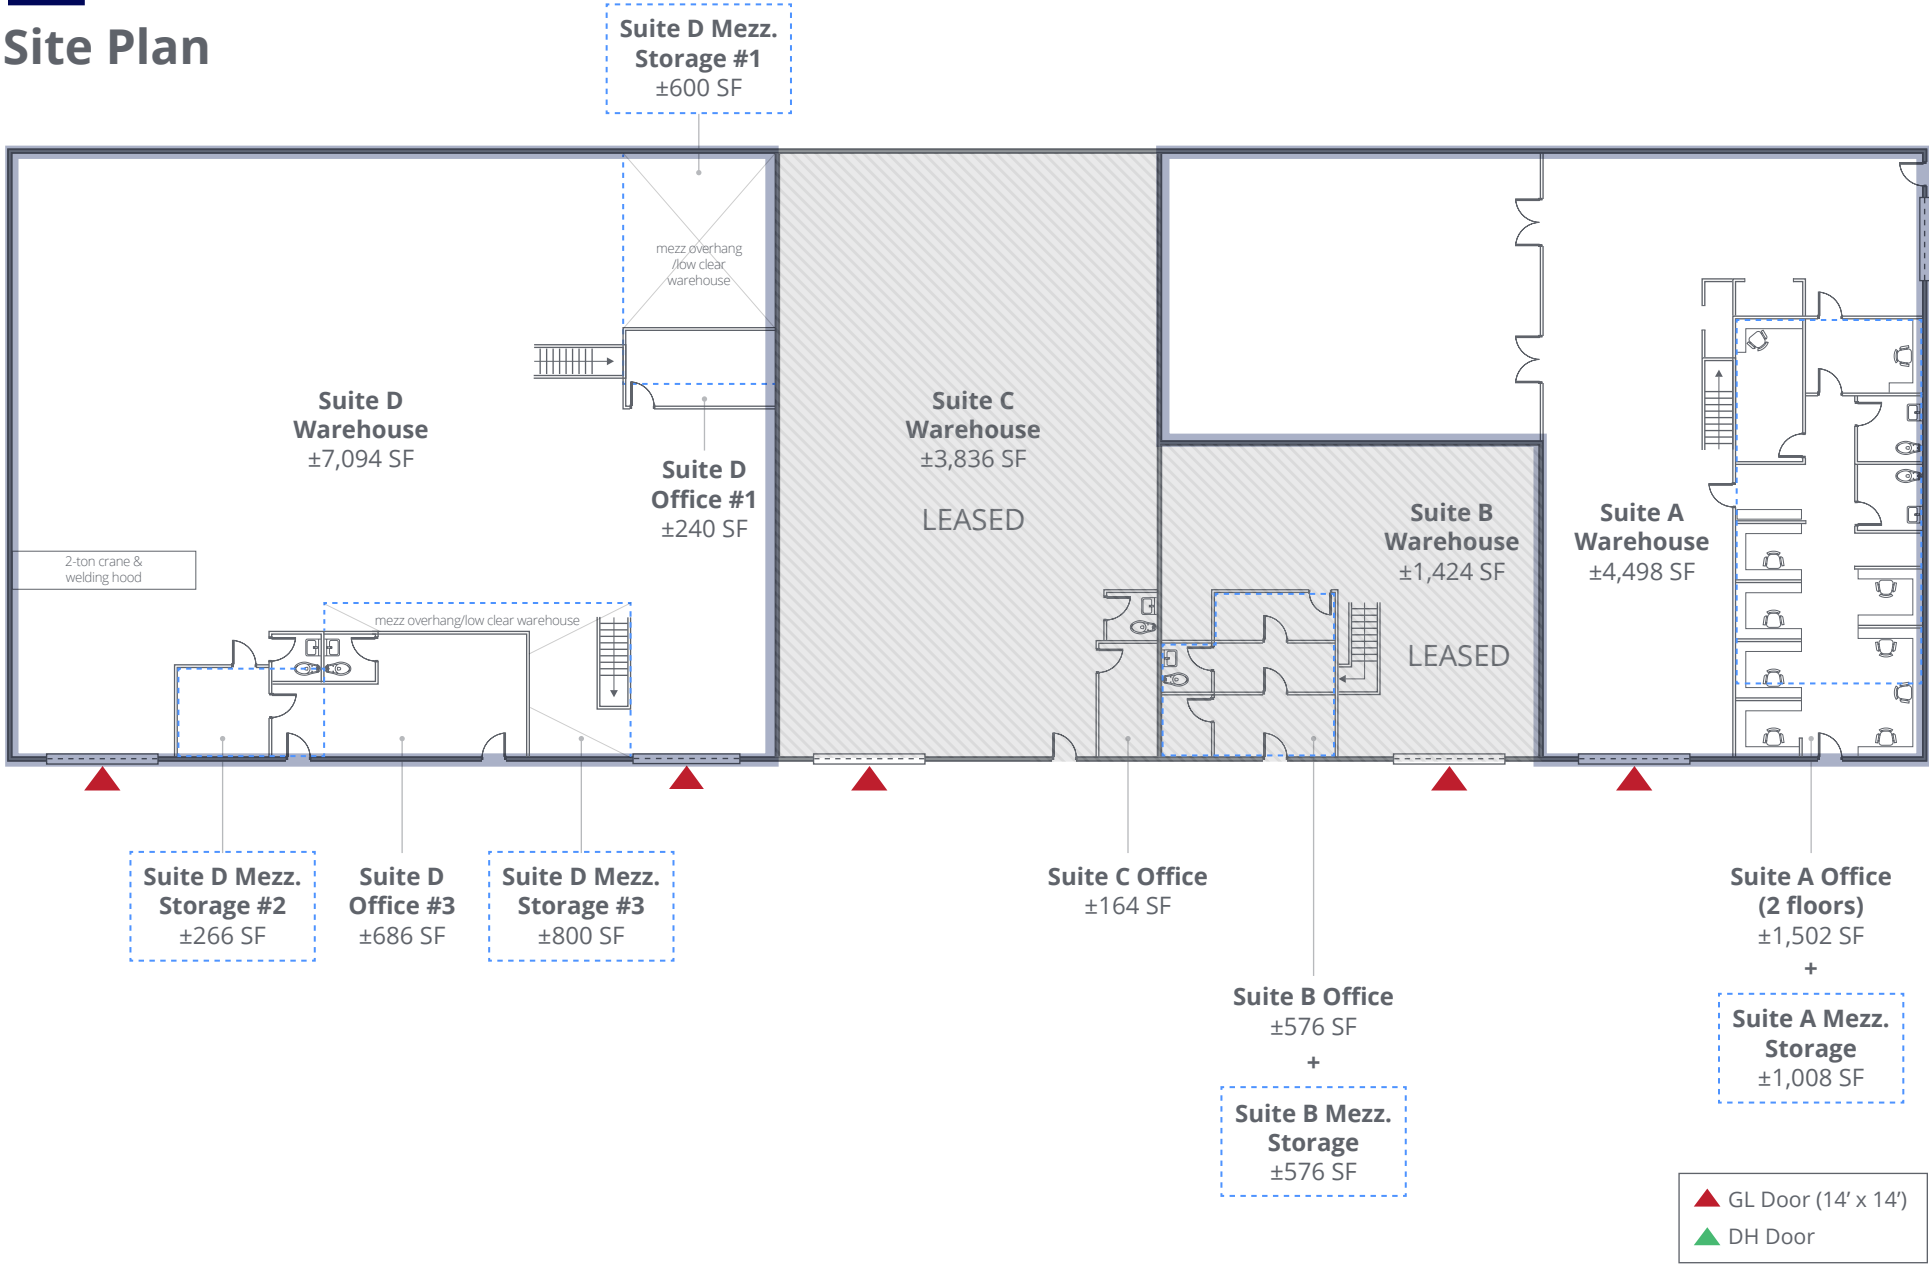 Site Plan
Suite D Mezz.
Storage #1
±600 SF
mezz overhang
/low clear
warehouse
Suite D
Warehouse
±7,094 SF
Suite D
Office #1
±240 SF
2-ton crane &
welding hood
mezz overhang/low clear warehouse
Suite C
Warehouse
±3,836 SF
LEASED
Suite B
Warehouse
±1,424 SF
LEASED
Suite A
Warehouse
±4,498 SF
Suite D Mezz.
Storage #2
±266 SF
Suite D
Office #3
±686 SF
Suite D Mezz.
Storage #3
±800 SF
Suite C Office
±164 SF
Suite B Office
±576 SF
+
Suite B Mezz.
Storage
±576 SF
Suite A Office
(2 floors)
±1,502 SF
+
Suite A Mezz.
Storage
±1,008 SF
GL Door (14’ x 14’)
DH Door